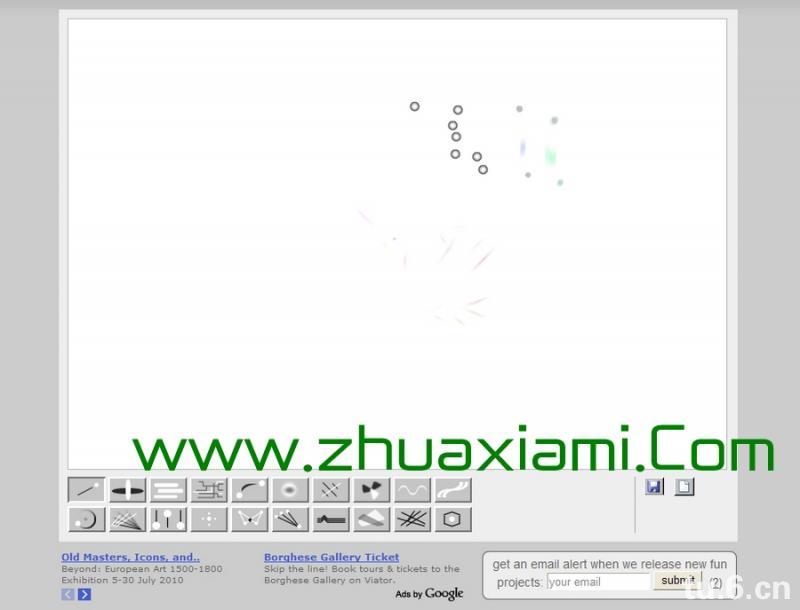 www.zhuaxiami.Com
Old Masters, Icons, and..
Beyond: European Art 1500-1800
Exhibition 5-30 July 2010
Borghese Gallery Ticket
Skip the line! Book tours & tickets to the
Borghese Gallery on Viator.
Ads by Google
get an email alert when we release new fun
projects: your email submit (?)
tu.6.cn